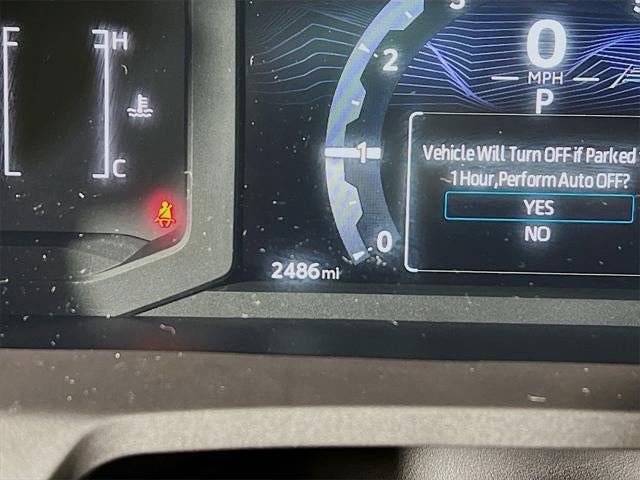 F
H
C
2
1
0
0
MPH
P
Vehicle Will Turn OFF if Parked
1 Hour,Perform Auto OFF?
YES
NO
2486mi